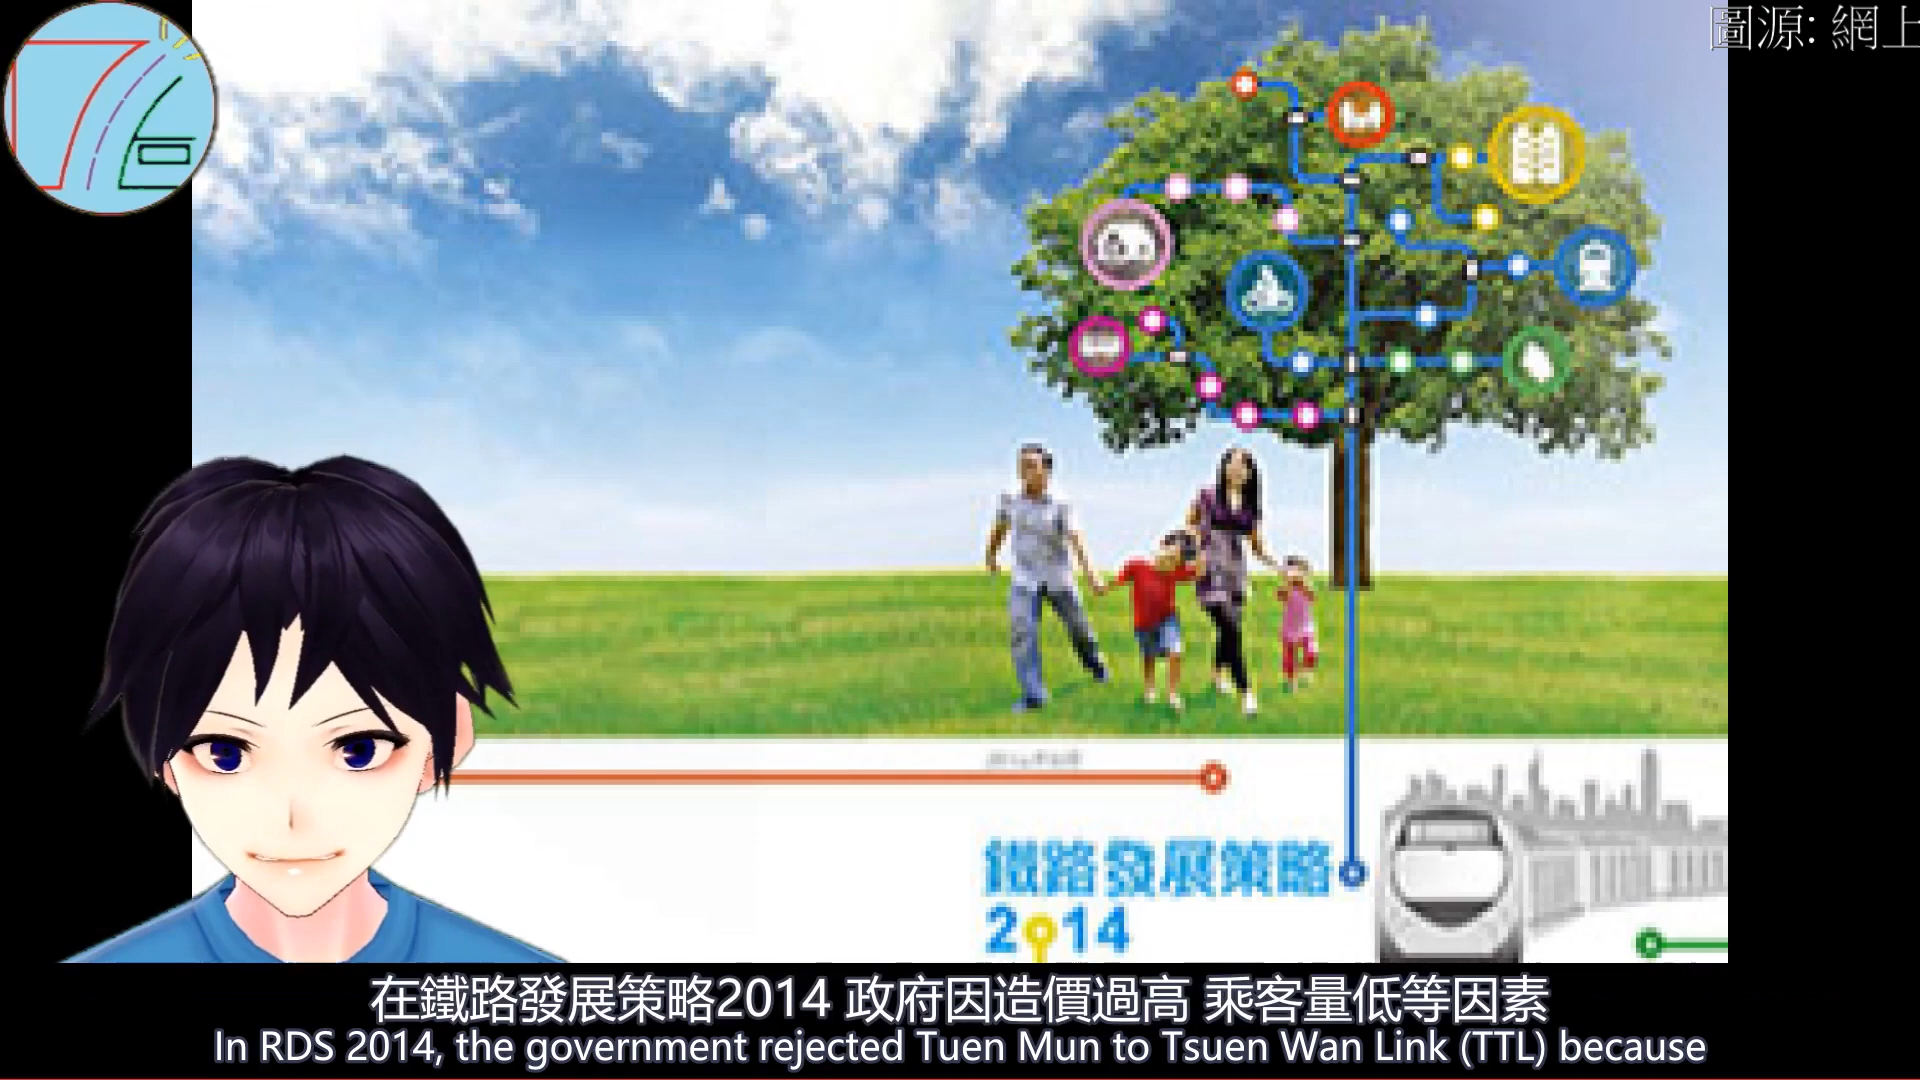 圖源: 網上
鐵路發展策略
2014
在鐵路發展策略2014 政府因造價過高 乘客量低等因素
In RDS 2014, the government rejected Tuen Mun to Tsuen Wan Link (TTL) because